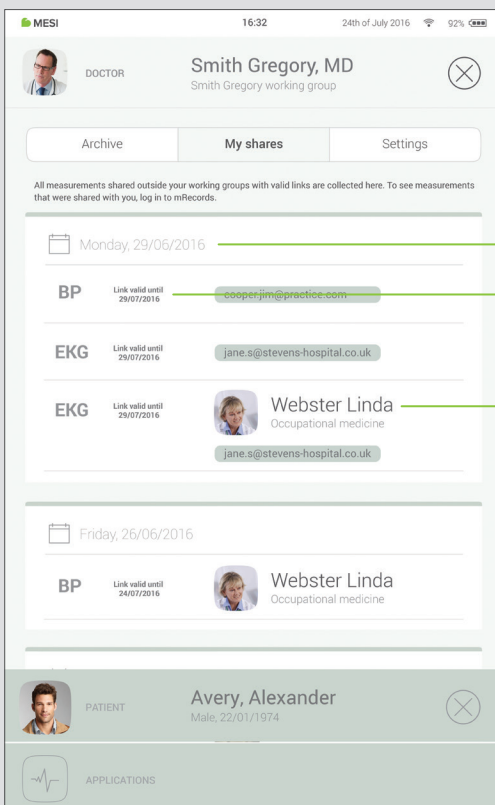 MESI 16:32 24th of July 2016 92%
DOCTOR
Smith Gregory, MD
Smith Gregory working group
Archive My shares Settings
All measurements shared outside your working groups with valid links are collected here. To see measurements
that were shared with you, log in to mRecords.
Monday, 29/06/2016
BP
Link valid until
29/07/2016
cooper.jim@practice.com
EKG
Link valid until
29/07/2016
jane.s@stevens-hospital.co.uk
EKG
Link valid until
29/07/2016
Webster Linda
Occupational medicine
jane.s@stevens-hospital.co.uk
Friday, 26/06/2016
BP
Link valid until
24/07/2016
Webster Linda
Occupational medicine
PATIENT
Avery, Alexander
Male, 22/01/1974
APPLICATIONS